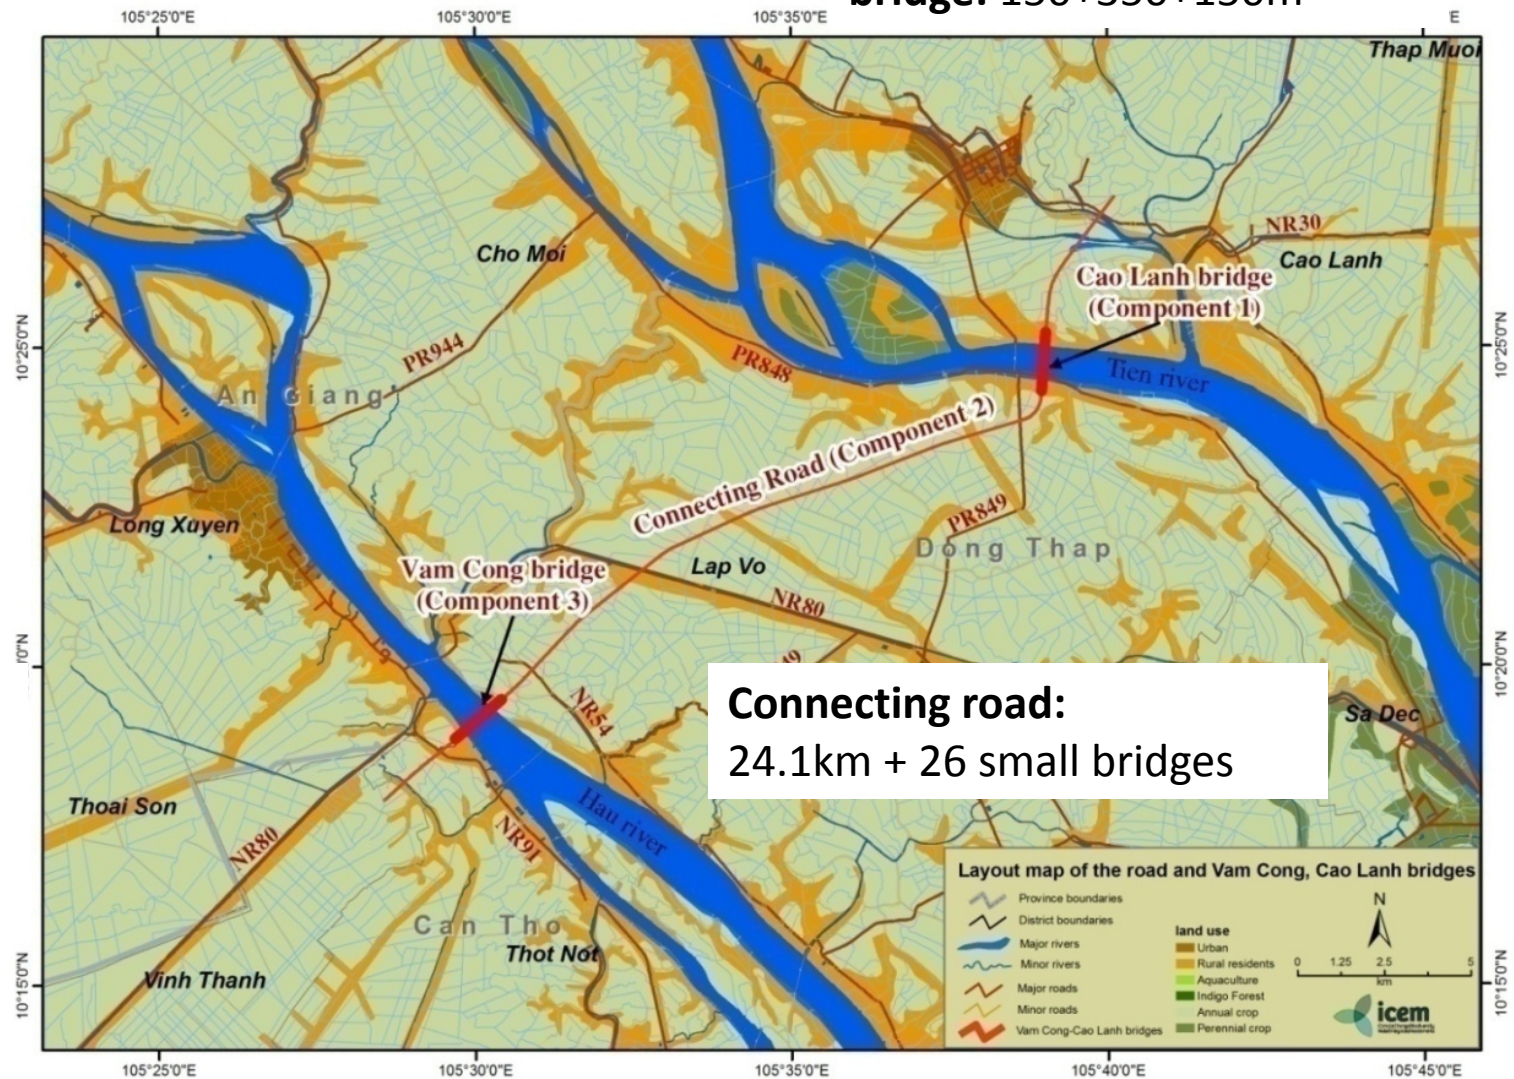 bridge: 150+350+150m
105°25'0"E
105°30'0"E
105°35'0"E
E
Thap Muoi
NR30
Cho Moi
Cao Lanh
Cao Lanh bridge
(Component 1)
10°25'0"N
10°25'0"N
PR944
PR848
Tien river
An Giang
Connecting Road (Component 2)
Long Xuyen
PR849
Dong Thap
Vam Cong bridge
(Component 3)
Lap Vo
NR80
10°20'0"N
49
NR54
Connecting road:
24.1km + 26 small bridges
Sa Dec
Thoai Son
Hau river
NR80
NR91
Can Tho
Thot Not
Vinh Thanh
10°15'0"N
10°15'0"N
Layout map of the road and Vam Cong, Cao Lanh bridges
Province boundaries
District boundaries
Major rivers
Minor rivers
Major roads
Minor roads
Vam Cong-Cao Lanh bridges
land use
Urban
Rural residents
Aquaculture
Indigo Forest
Annual crop
Perennial crop
N
0 1.25 2.5 5
km
icem
105°25'0"E
105°30'0"E
105°35'0"E
105°40'0"E
105°45'0"E